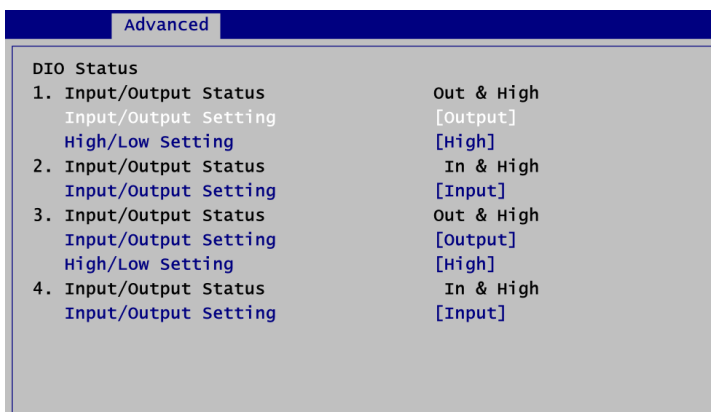 Advanced
DIO Status
1. Input/Output Status Out & High
Input/Output Setting [Output]
High/Low Setting [High]
2. Input/Output Status In & High
Input/Output Setting [Input]
3. Input/Output Status Out & High
Input/Output Setting [Output]
High/Low Setting [High]
4. Input/Output Status In & High
Input/Output Setting [Input]